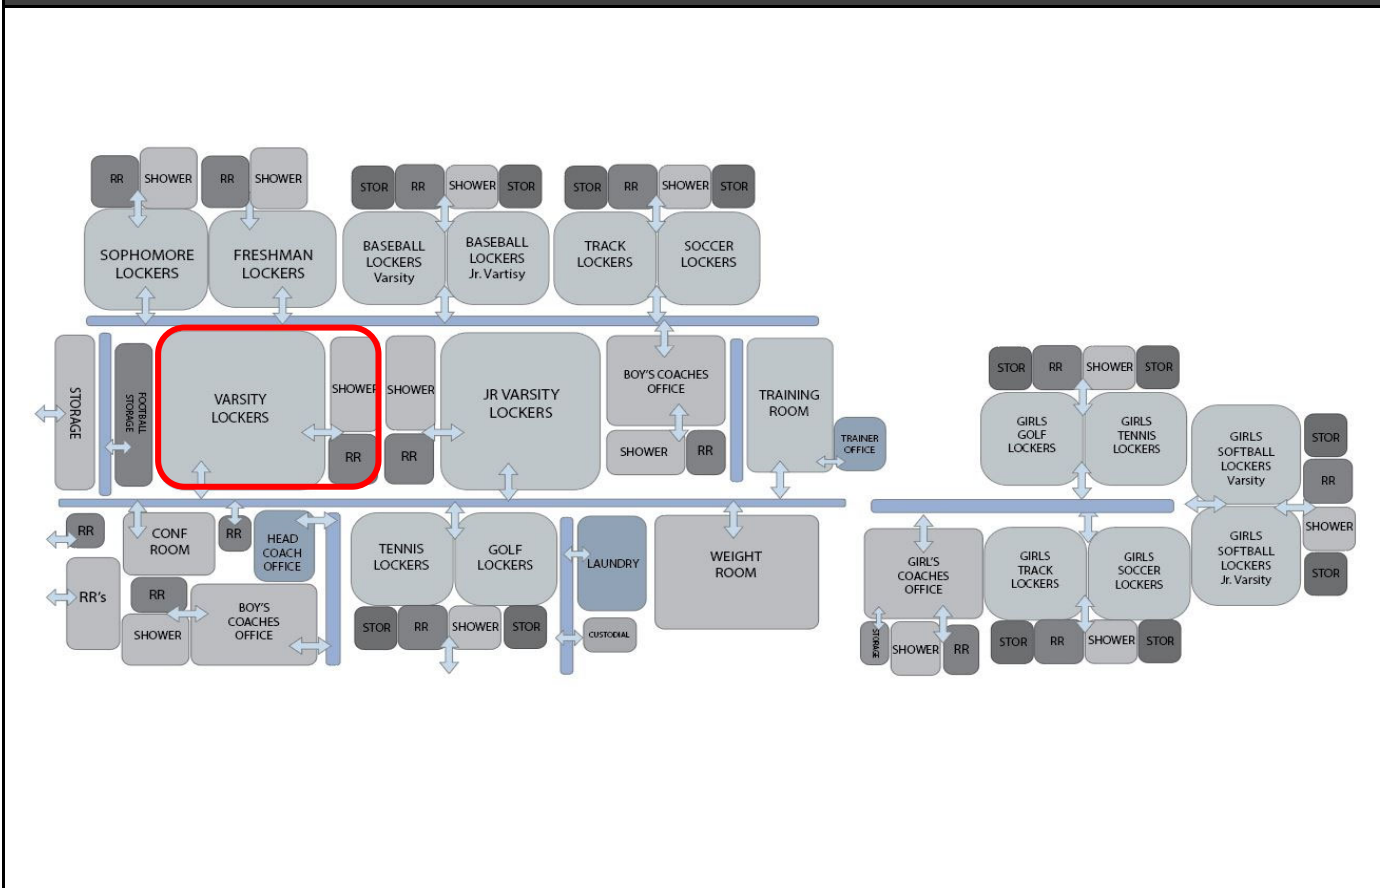 RR
SHOWER
RR
SHOWER
STOR
RR
SHOWER
STOR
STOR
RR
SHOWER
STOR
SOPHOMORE
LOCKERS
FRESHMAN
LOCKERS
BASEBALL
LOCKERS
Varsity
BASEBALL
LOCKERS
Jr. Vartisy
TRACK
LOCKERS
SOCCER
LOCKERS
STORAGE
FOOTBALL
STORAGE
VARSITY
LOCKERS
SHOWER
RR
SHOWER
RR
JR VARSITY
LOCKERS
BOY'S COACHES
OFFICE
SHOWER
RR
TRAINING
ROOM
TRAINER
OFFICE
RR
RR's
CONF
ROOM
RR
HEAD
COACH
OFFICE
RR
SHOWER
BOY'S
COACHES
OFFICE
TENNIS
LOCKERS
GOLF
LOCKERS
STOR
RR
SHOWER
STOR
LAUNDRY
CUSTODIAL
WEIGHT
ROOM
STOR
RR
SHOWER
STOR
GIRLS
GOLF
LOCKERS
GIRLS
TENNIS
LOCKERS
GIRLS
SOFTBALL
LOCKERS
Varsity
GIRLS
SOFTBALL
LOCKERS
Jr. Varsity
STOR
RR
SHOWER
STOR
GIRL'S
COACHES
OFFICE
STORAGE
SHOWER
RR
GIRLS
TRACK
LOCKERS
GIRLS
SOCCER
LOCKERS
STOR
RR
SHOWER
STOR